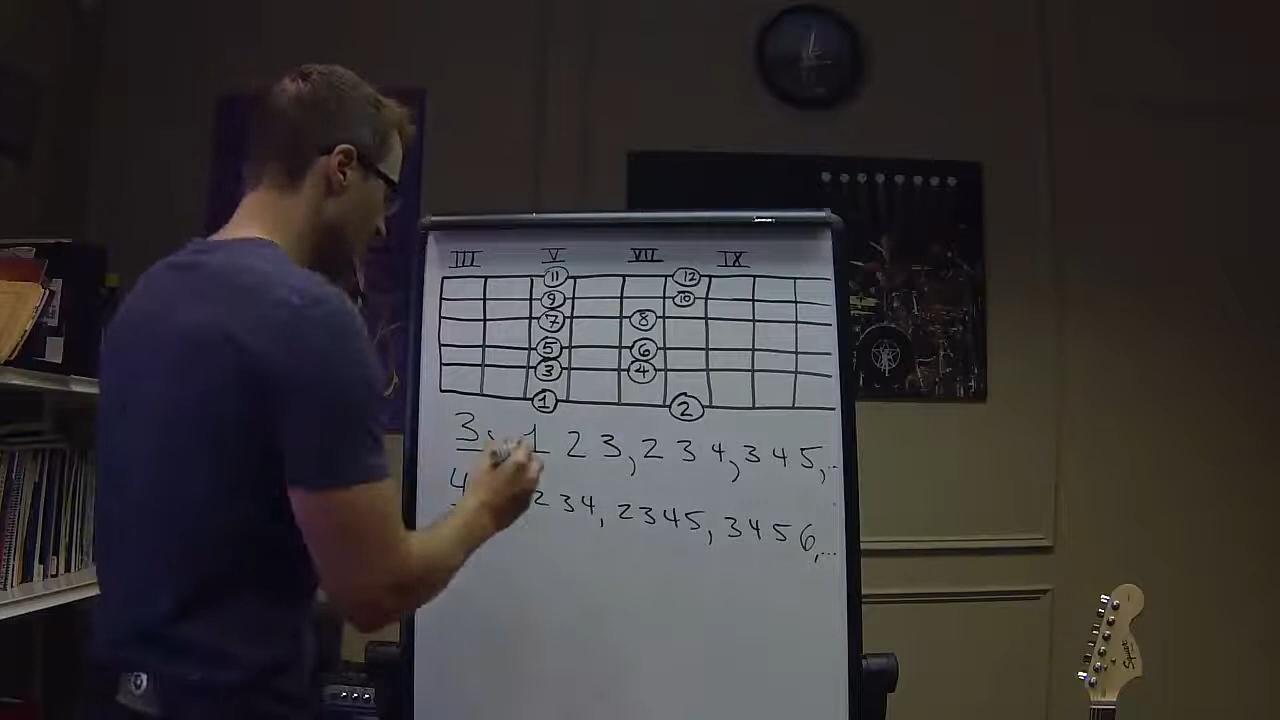 III V VII IX
11 12
9 10
7 8
5 6
3 4
1 2
3: 1 2 3, 2 3 4, 3 4 5, ..
4 2 3 4, 2 3 4 5, 3 4 5 6, ...
Squier